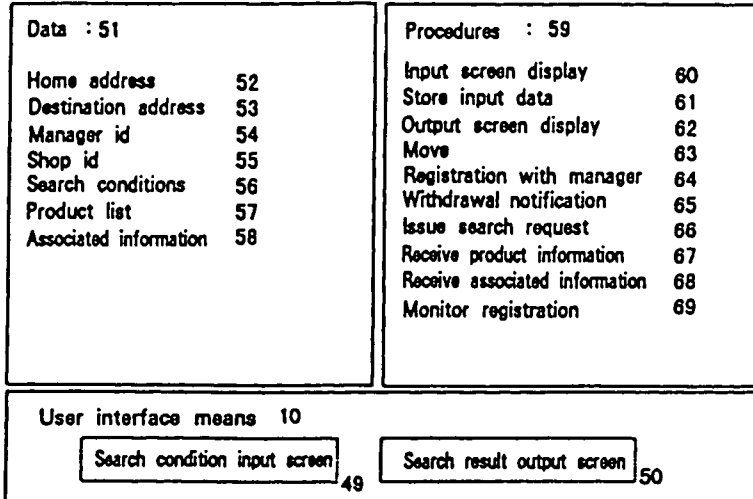 Data : 51
Home address 52
Destination address 53
Manager id 54
Shop id 55
Search conditions 56
Product list 57
Associated information 58
Procedures : 59
Input screen display 60
Store input data 61
Output screen display 62
Move 63
Registration with manager 64
Withdrawal notification 65
Issue search request 66
Receive product information 67
Receive associated information 68
Monitor registration 69
User interface means 10
Search condition input screen 49
Search result output screen 50